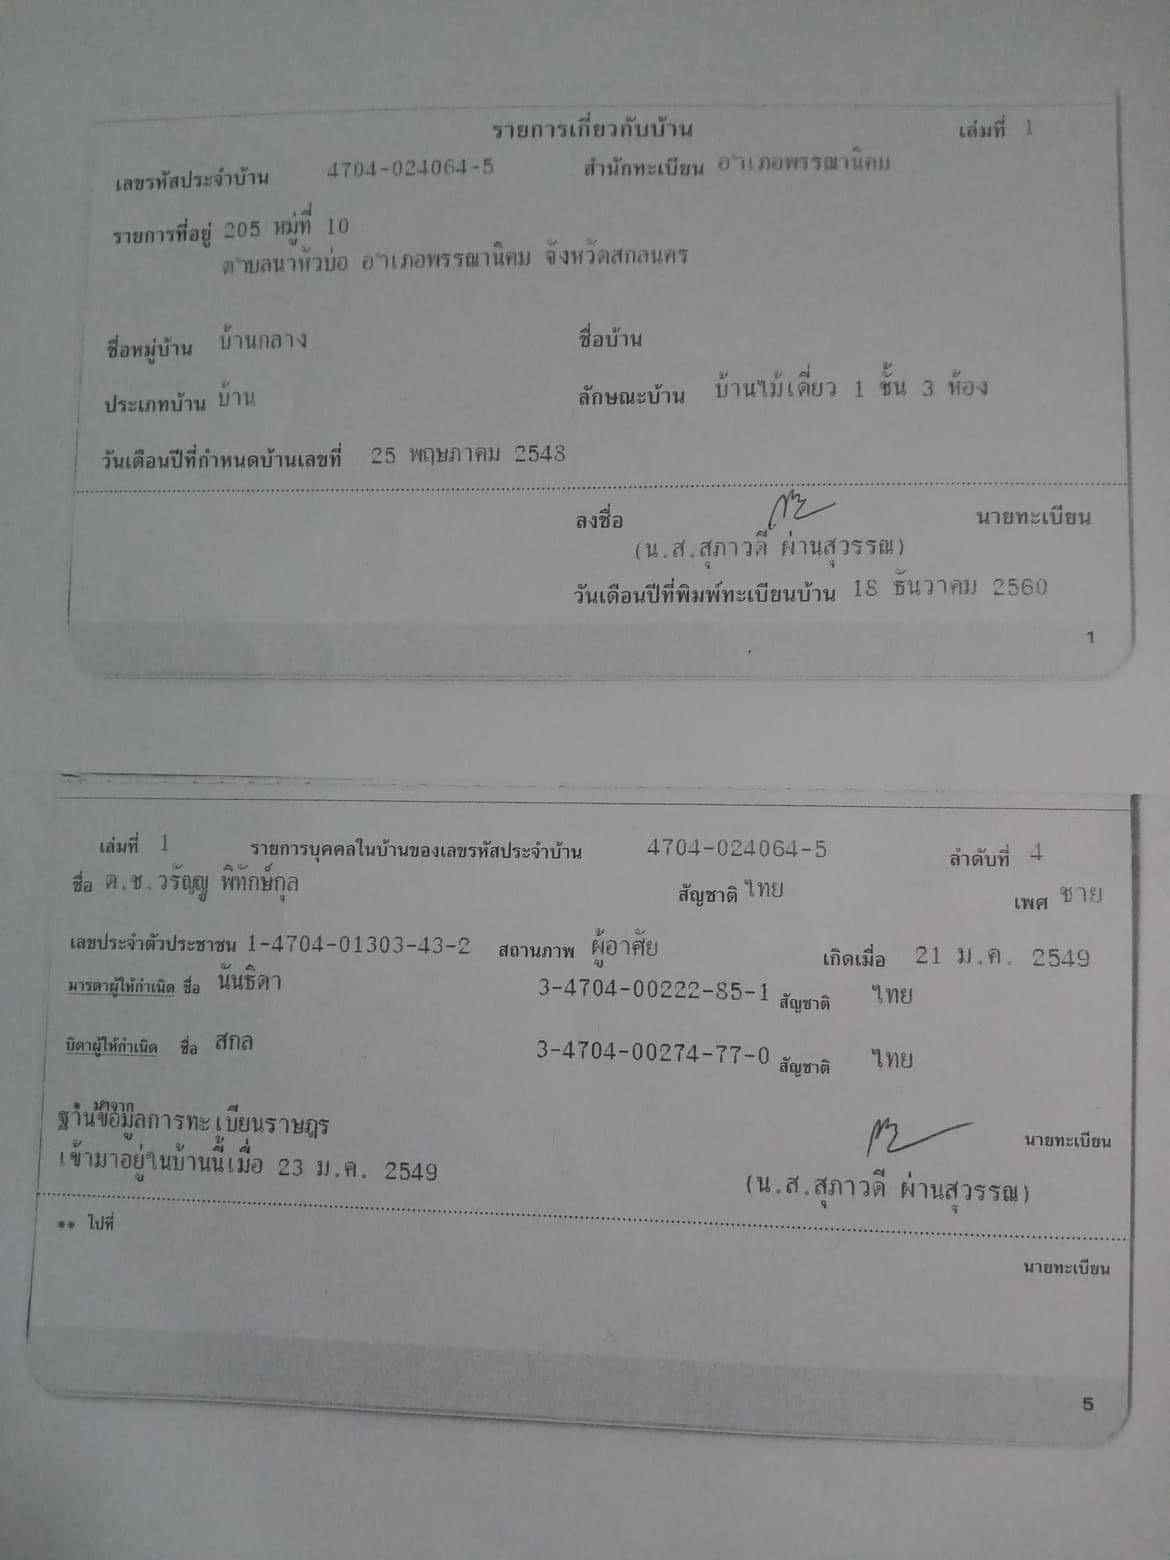 รายการเกี่ยวกับบ้าน เล่มที่ 1
เลขรหัสประจำบ้าน 4704-024064-5 สำนักทะเบียน อำเภอพรรณานิคม
รายการที่อยู่ 205 หมู่ที่ 10
ตำบลนาหัวบ่อ อำเภอพรรณานิคม จังหวัดสกลนคร
ชื่อหมู่บ้าน บ้านกลาง ชื่อบ้าน
ประเภทบ้าน บ้าน ลักษณะบ้าน บ้านไม้เดี่ยว 1 ชั้น 3 ห้อง
วันเดือนปีที่กำหนดบ้านเลขที่ 25 พฤษภาคม 2548
ลงชื่อ นายทะเบียน
(น.ส.สุภาวดี ผ่านสุวรรณ)
วันเดือนปีที่พิมพ์ทะเบียนบ้าน 18 ธันวาคม 2560
1
เล่มที่ 1 รายการบุคคลในบ้านของเลขรหัสประจำบ้าน 4704-024064-5 ลำดับที่ 4
ชื่อ ด.ช.วรัญญู พิทักษ์กุล สัญชาติ ไทย เพศ ชาย
เลขประจำตัวประชาชน 1-4704-01303-43-2 สถานภาพ ผู้อาศัย เกิดเมื่อ 21 ม.ค. 2549
มารดาผู้ให้กำเนิด ชื่อ นันธิดา 3-4704-00222-85-1 สัญชาติ ไทย
บิดาผู้ให้กำเนิด ชื่อ สกล 3-4704-00274-77-0 สัญชาติ ไทย
* มาจาก
ฐานข้อมูลการทะเบียนราษฎร นายทะเบียน
เข้ามาอยู่ในบ้านนี้เมื่อ 23 ม.ค. 2549 (น.ส.สุภาวดี ผ่านสุวรรณ)
** ไปที่
นายทะเบียน
5